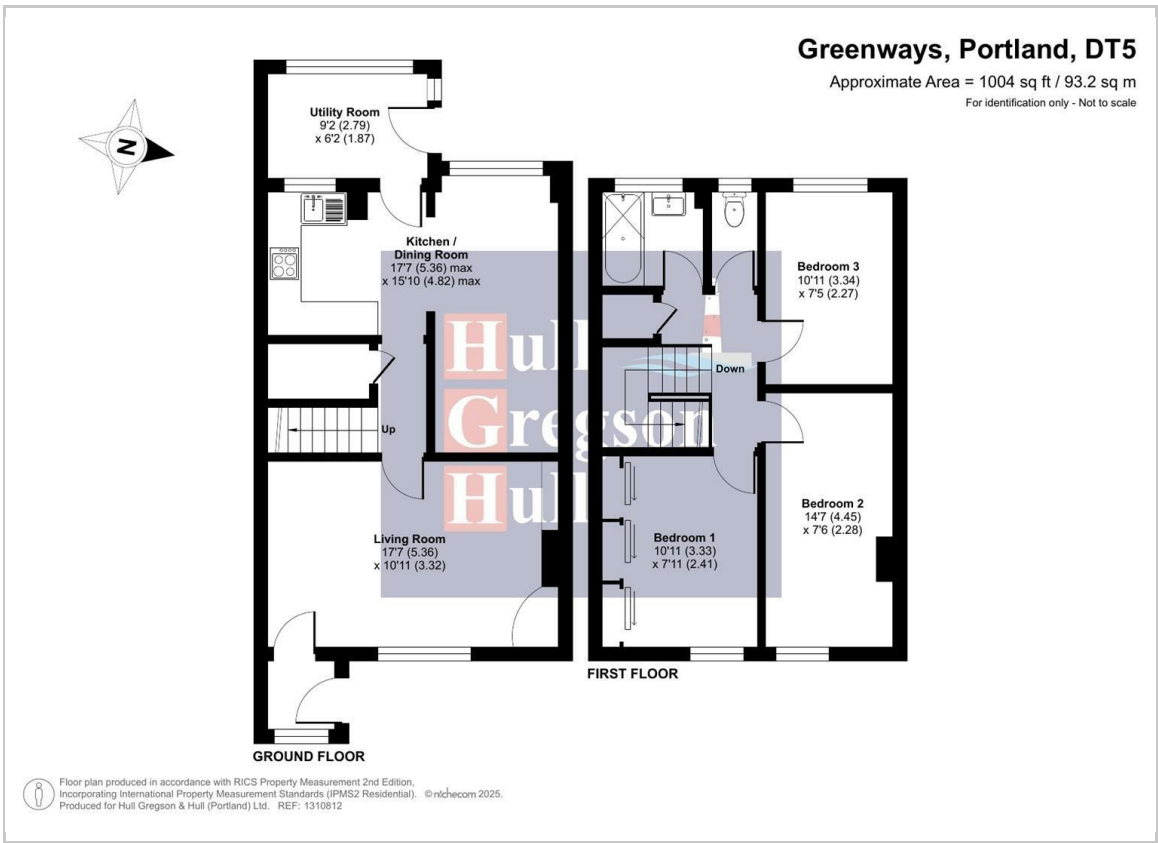 Greenways, Portland, DT5
Approximate Area = 1004 sq ft / 93.2 sq m
For identification only - Not to scale
N
Utility Room
9'2 (2.79)
x 6'2 (1.87)
Kitchen /
Dining Room
17'7 (5.36) max
x 15'10 (4.82) max
Up
Living Room
17'7 (5.36)
x 10'11 (3.32)
GROUND FLOOR
Bedroom 3
10'11 (3.34)
x 7'5 (2.27)
Down
Bedroom 2
14'7 (4.45)
x 7'6 (2.28)
Bedroom 1
10'11 (3.33)
x 7'11 (2.41)
FIRST FLOOR
Hull
Gregson
Hull
Floor plan produced in accordance with RICS Property Measurement 2nd Edition,
Incorporating International Property Measurement Standards (IPMS2 Residential). © nichecom 2025.
Produced for Hull Gregson & Hull (Portland) Ltd. REF: 1310812